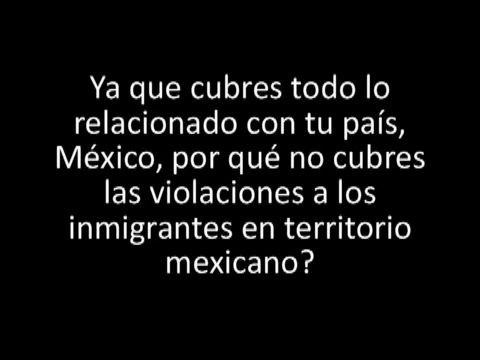 Ya que cubres todo lo
relacionado con tu país,
México, por qué no cubres
las violaciones a los
inmigrantes en territorio
mexicano?